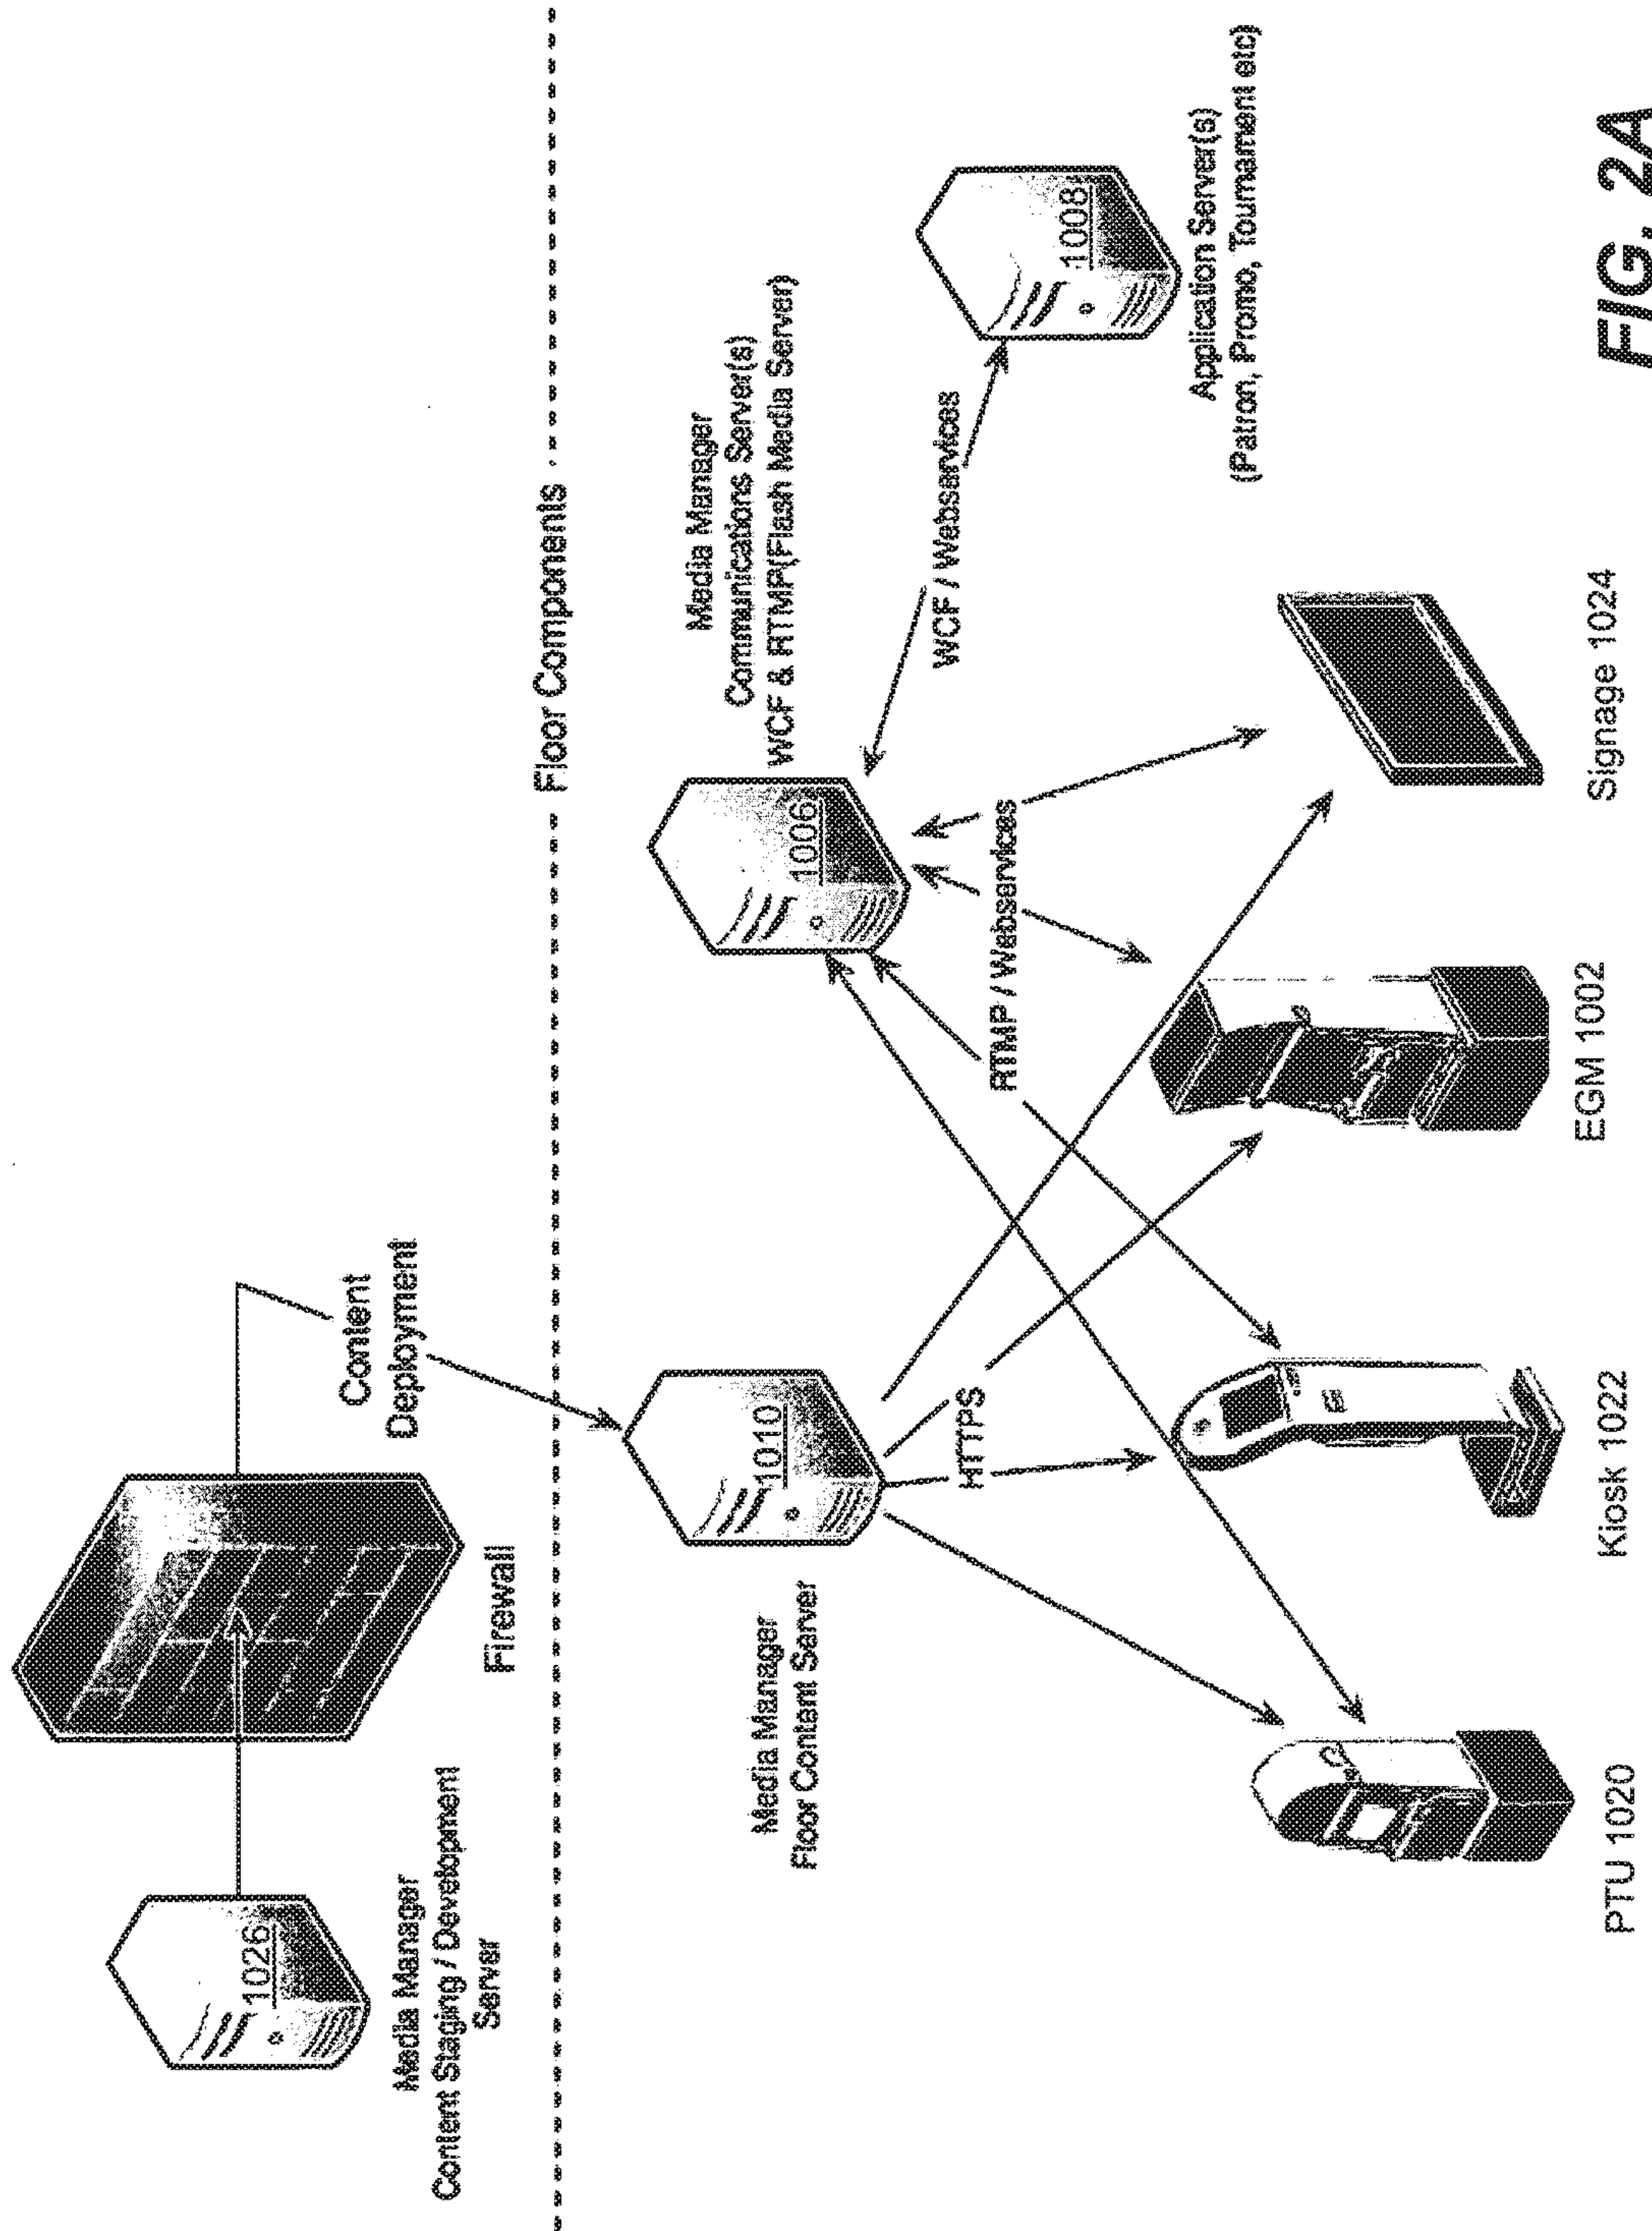 1026
Media Manager
Content Staging / Development
Server
Firewall
Content
Deployment
Floor Components
Media Manager
Floor Content Server
1010
1006
Media Manager
Communications Server(s)
WCF & RTMP(Flash Media Server)
WCF / Webservices
1008
Application Server(s)
(Patron, Promo, Tournament etc)
HTTPS
RTMP / Webservices
PTU 1020
Kiosk 1022
EGM 1002
Signage 1024
FIG. 2A